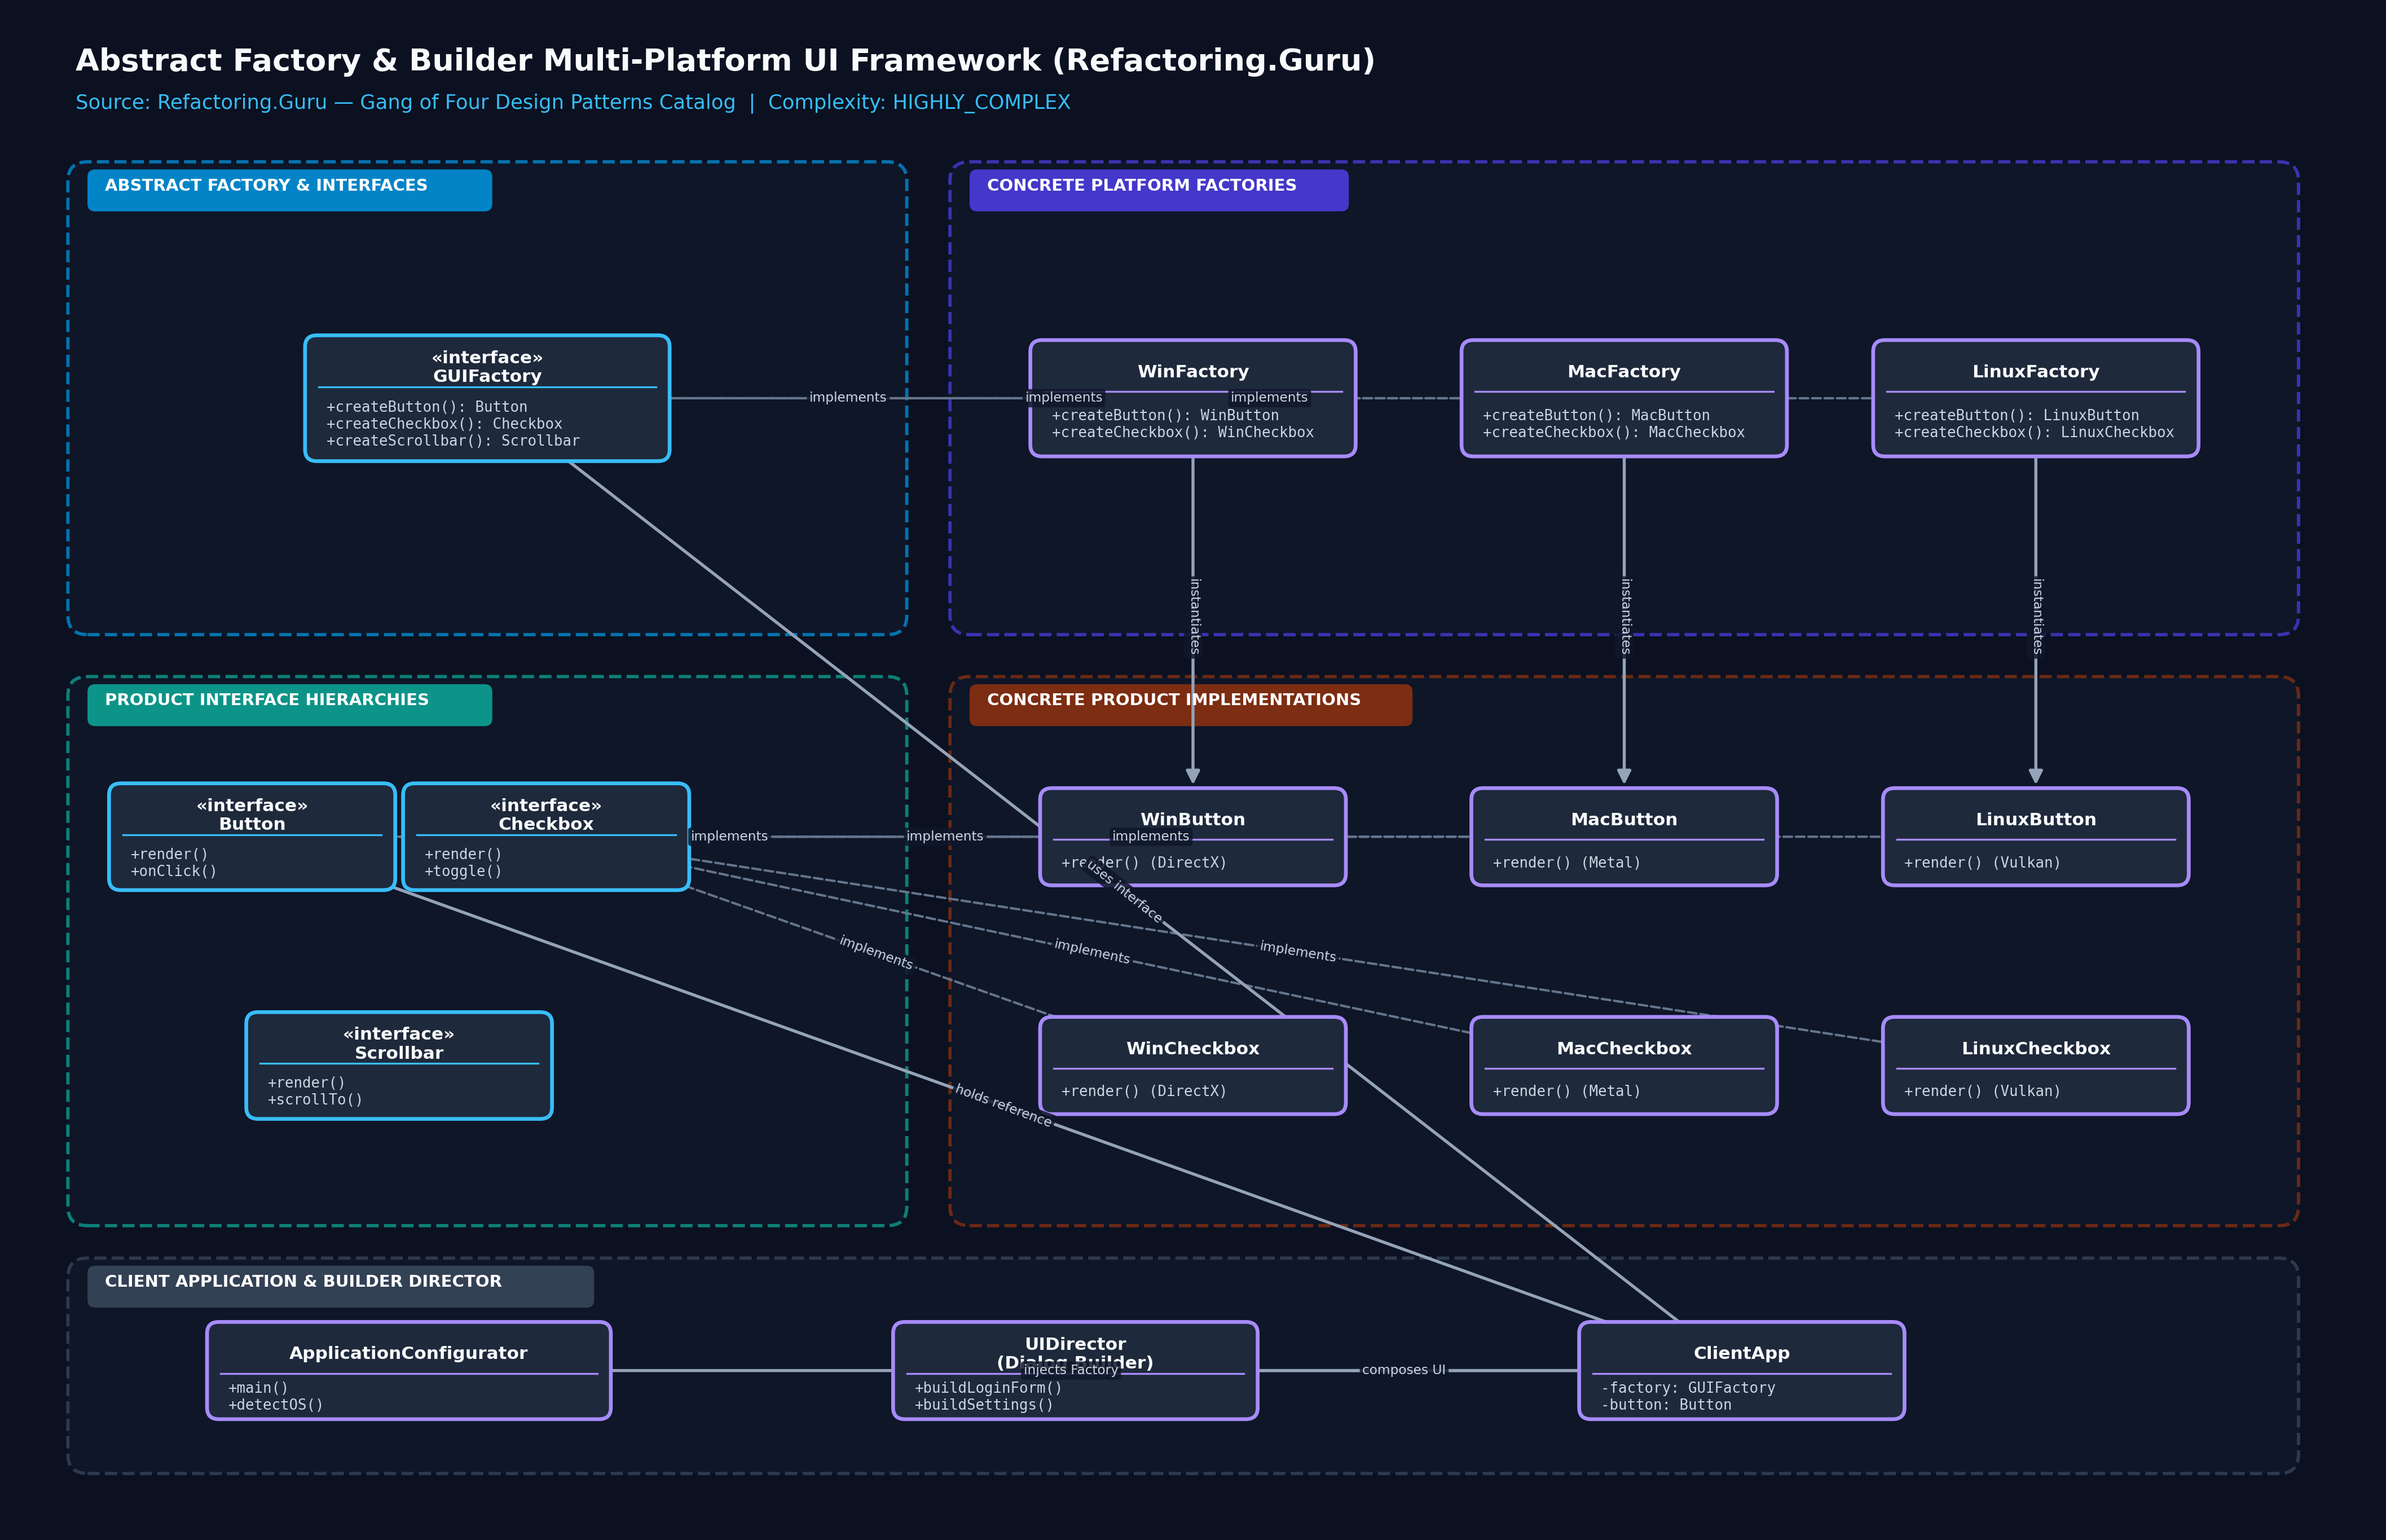 Abstract Factory & Builder Multi-Platform UI Framework (Refactoring.Guru)
Source: Refactoring.Guru — Gang of Four Design Patterns Catalog | Complexity: HIGHLY_COMPLEX
ABSTRACT FACTORY & INTERFACES
«interface»
GUIFactory
+createButton(): Button
+createCheckbox(): Checkbox
+createScrollbar(): Scrollbar
implements
implements
implements
CONCRETE PLATFORM FACTORIES
WinFactory
+createButton(): WinButton
+createCheckbox(): WinCheckbox
MacFactory
+createButton(): MacButton
+createCheckbox(): MacCheckbox
LinuxFactory
+createButton(): LinuxButton
+createCheckbox(): LinuxCheckbox
instantiates
instantiates
instantiates
PRODUCT INTERFACE HIERARCHIES
«interface»
Button
+render()
+onClick()
«interface»
Checkbox
+render()
+toggle()
«interface»
Scrollbar
+render()
+scrollTo()
implements
implements
implements
implements
implements
implements
CONCRETE PRODUCT IMPLEMENTATIONS
WinButton
+render() (DirectX)
MacButton
+render() (Metal)
LinuxButton
+render() (Vulkan)
uses interface
WinCheckbox
+render() (DirectX)
MacCheckbox
+render() (Metal)
LinuxCheckbox
+render() (Vulkan)
holds reference
CLIENT APPLICATION & BUILDER DIRECTOR
ApplicationConfigurator
+main()
+detectOS()
UIDirector
(Dialog Builder)
injects Factory
+buildLoginForm()
+buildSettings()
composes UI
ClientApp
-factory: GUIFactory
-button: Button